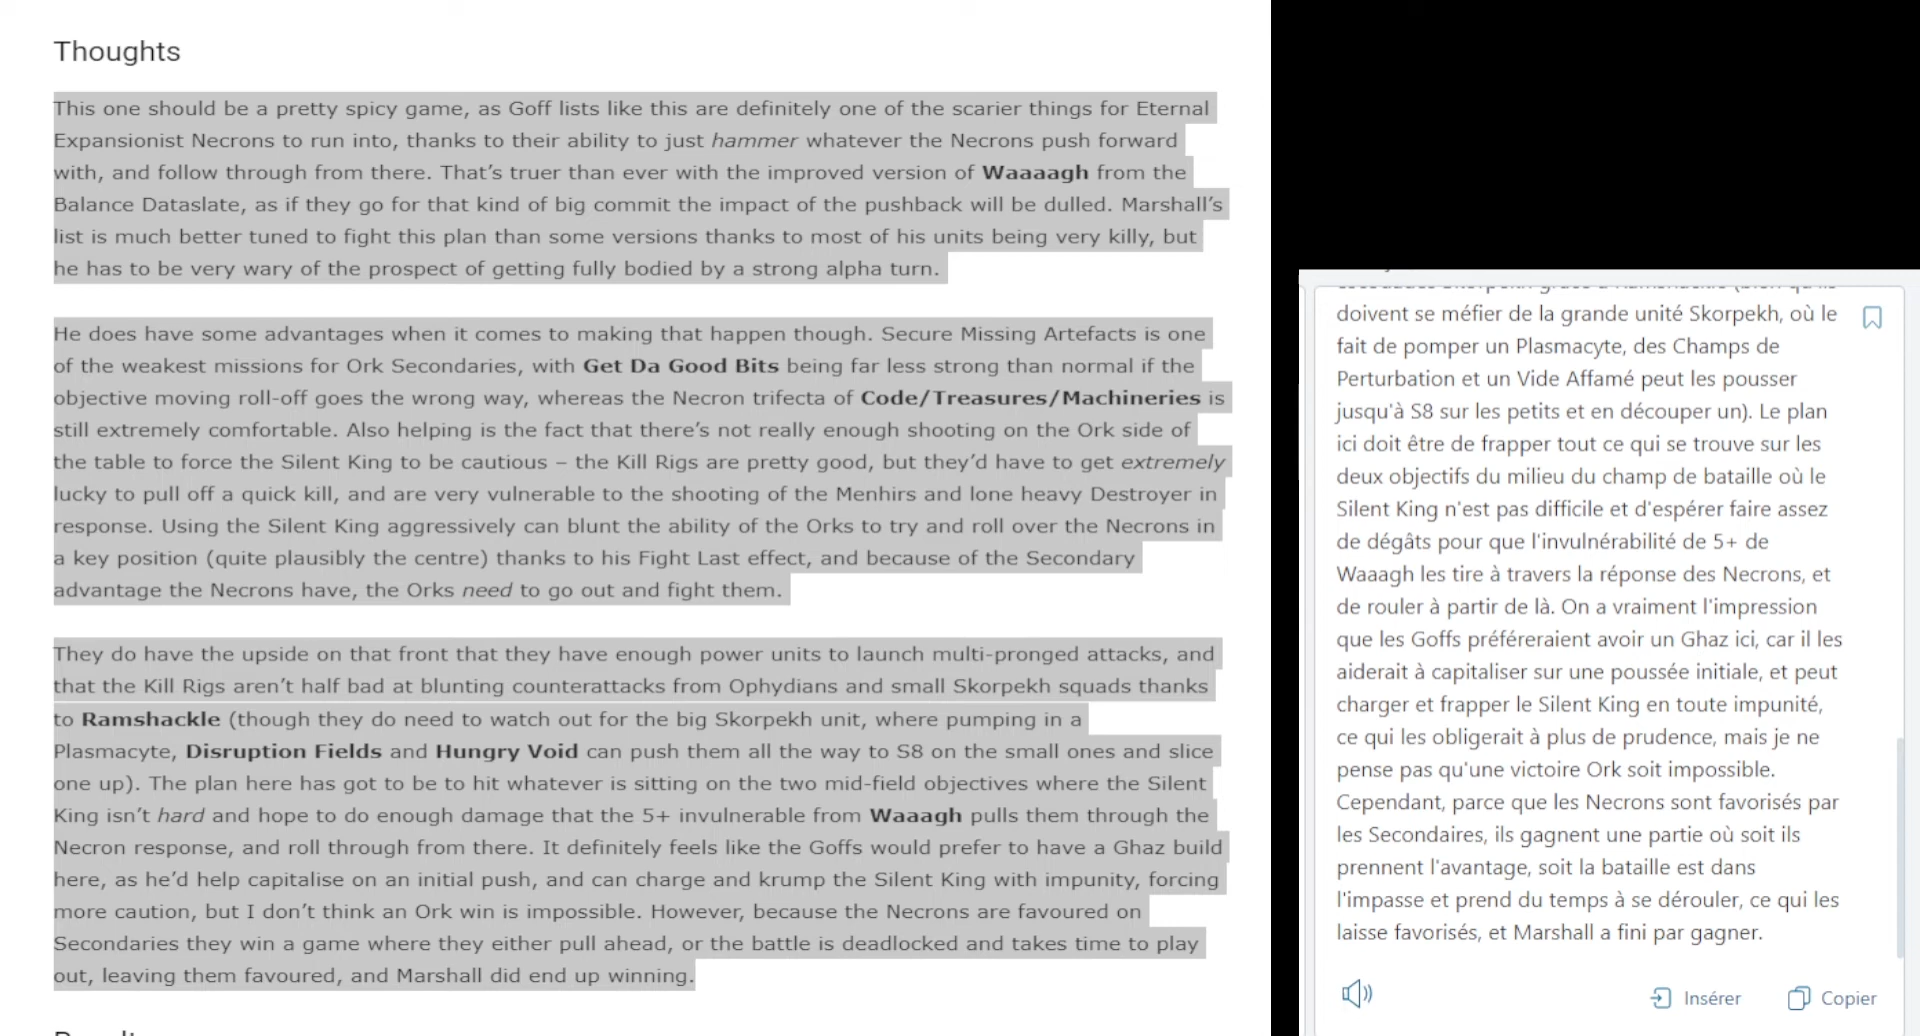 Thoughts
This one should be a pretty spicy game, as Goff lists like this are definitely one of the scarier things for Eternal
Expansionist Necrons to run into, thanks to their ability to just hammer whatever the Necrons push forward
with, and follow through from there. That’s truer than ever with the improved version of Waaaagh from the
Balance Dataslate, as if they go for that kind of big commit the impact of the pushback will be dulled. Marshall’s
list is much better tuned to fight this plan than some versions thanks to most of his units being very killy, but
he has to be very wary of the prospect of getting fully bodied by a strong alpha turn.
He does have some advantages when it comes to making that happen though. Secure Missing Artefacts is one
of the weakest missions for Ork Secondaries, with Get Da Good Bits being far less strong than normal if the
objective moving roll-off goes the wrong way, whereas the Necron trifecta of Code/Treasures/Machineries is
still extremely comfortable. Also helping is the fact that there’s not really enough shooting on the Ork side of
the table to force the Silent King to be cautious – the Kill Rigs are pretty good, but they’d have to get extremely
lucky to pull off a quick kill, and are very vulnerable to the shooting of the Menhirs and lone heavy Destroyer in
response. Using the Silent King aggressively can blunt the ability of the Orks to try and roll over the Necrons in
a key position (quite plausibly the centre) thanks to his Fight Last effect, and because of the Secondary
advantage the Necrons have, the Orks need to go out and fight them.
They do have the upside on that front that they have enough power units to launch multi-pronged attacks, and
that the Kill Rigs aren’t half bad at blunting counterattacks from Ophydians and small Skorpekh squads thanks
to Ramshackle (though they do need to watch out for the big Skorpekh unit, where pumping in a
Plasmacyte, Disruption Fields and Hungry Void can push them all the way to S8 on the small ones and slice
one up). The plan here has got to be to hit whatever is sitting on the two mid-field objectives where the Silent
King isn’t hard and hope to do enough damage that the 5+ invulnerable from Waaagh pulls them through the
Necron response, and roll through from there. It definitely feels like the Goffs would prefer to have a Ghaz build
here, as he’d help capitalise on an initial push, and can charge and krump the Silent King with impunity, forcing
more caution, but I don’t think an Ork win is impossible. However, because the Necrons are favoured on
Secondaries they win a game where they either pull ahead, or the battle is deadlocked and takes time to play
out, leaving them favoured, and Marshall did end up winning.
doivent se méfier de la grande unité Skorpekh, où le
fait de pomper un Plasmacyte, des Champs de
Perturbation et un Vide Affamé peut les pousser
jusqu'à S8 sur les petits et en découper un). Le plan
ici doit être de frapper tout ce qui se trouve sur les
deux objectifs du milieu du champ de bataille où le
Silent King n'est pas difficile et d'espérer faire assez
de dégâts pour que l'invulnérabilité de 5+ de
Waaagh les tire à travers la réponse des Necrons, et
de rouler à partir de là. On a vraiment l'impression
que les Goffs préféreraient avoir un Ghaz ici, car il les
aiderait à capitaliser sur une poussée initiale, et peut
charger et frapper le Silent King en toute impunité,
ce qui les obligerait à plus de prudence, mais je ne
pense pas qu'une victoire Ork soit impossible.
Cependant, parce que les Necrons sont favorisés par
les Secondaires, ils gagnent une partie où soit ils
prennent l'avantage, soit la bataille est dans
l'impasse et prend du temps à se dérouler, ce qui les
laisse favorisés, et Marshall a fini par gagner.
Insérer
Copier